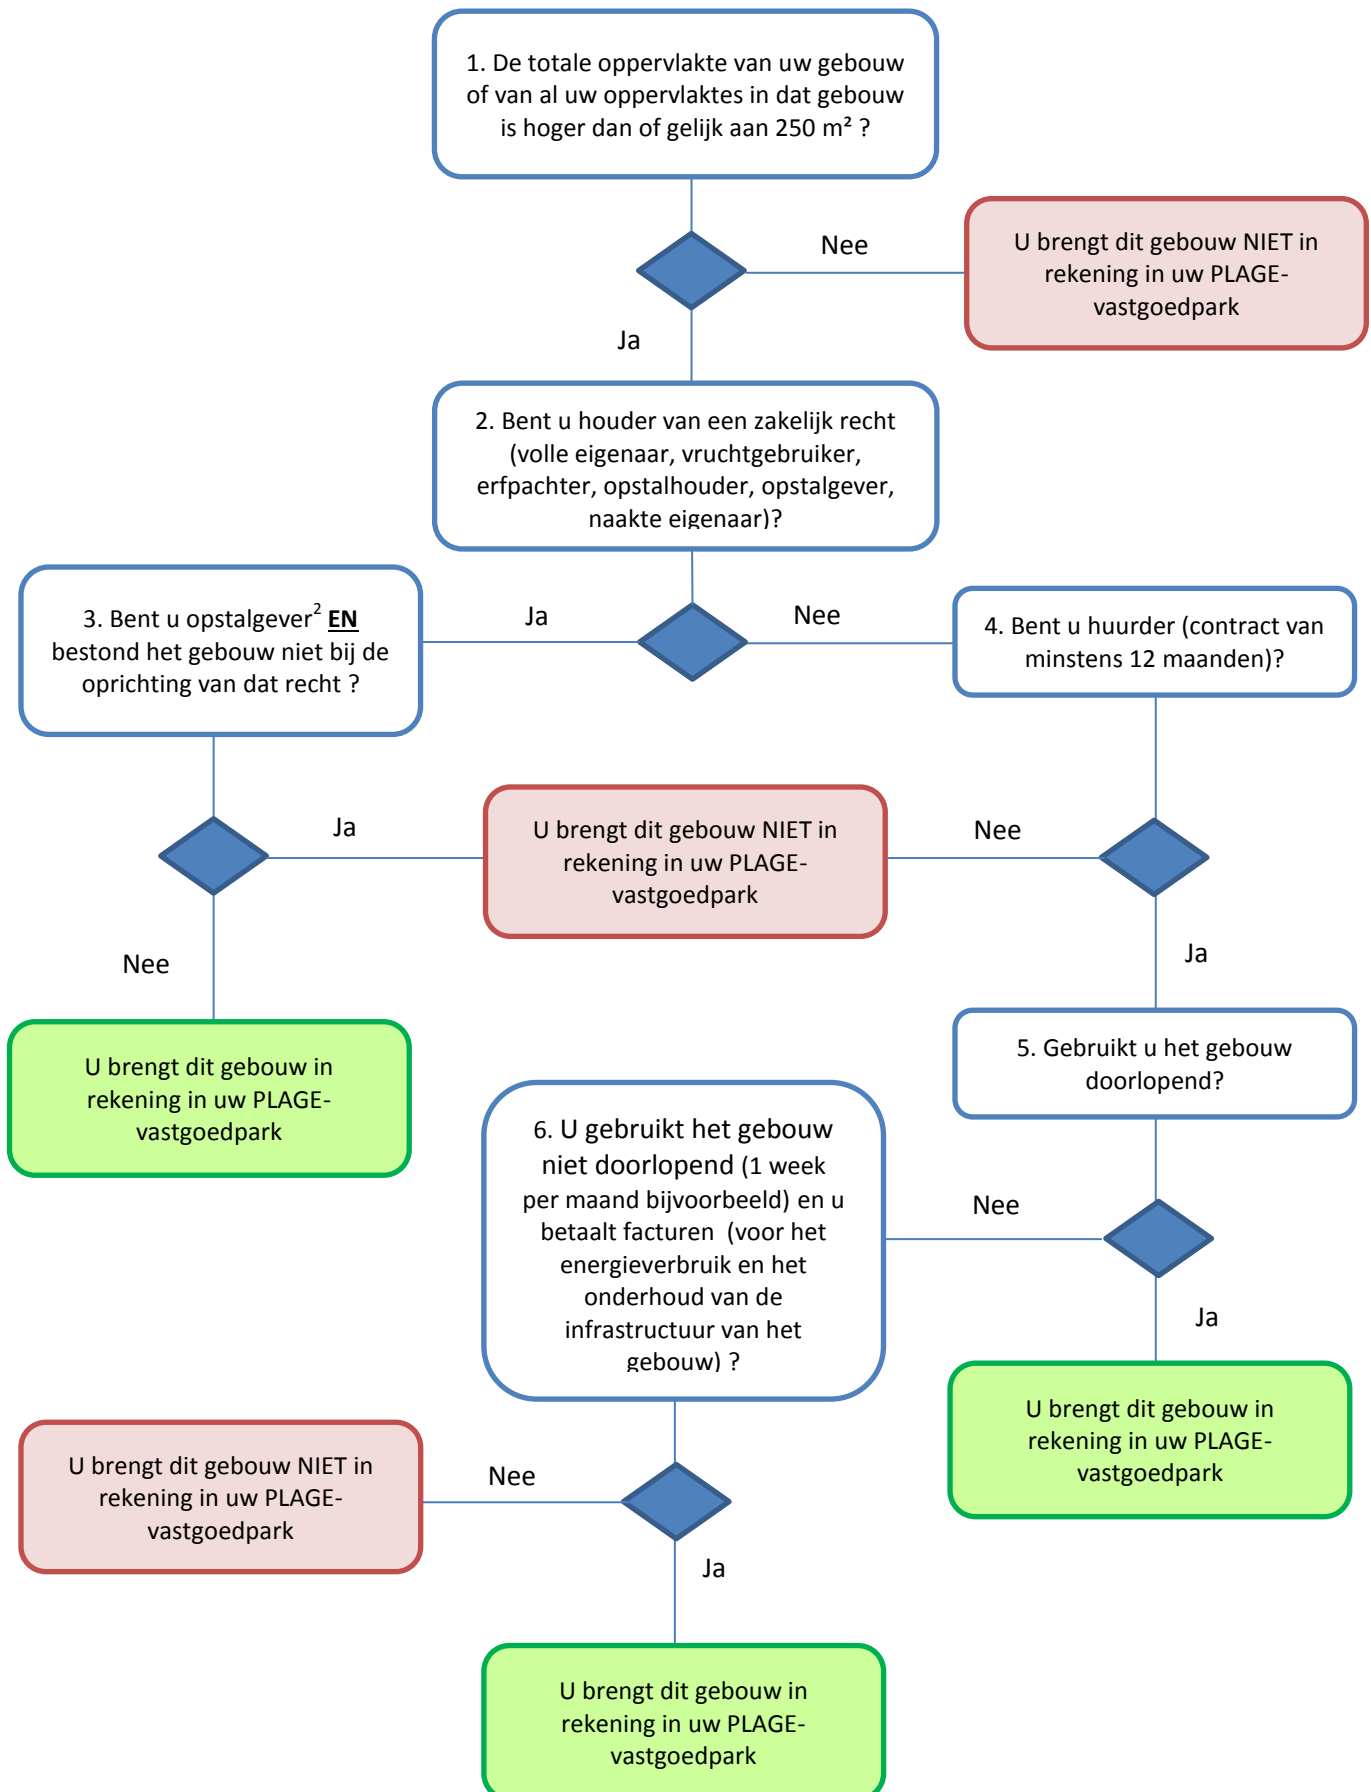 1. De totale oppervlakte van uw gebouw
of van al uw oppervlaktes in dat gebouw
is hoger dan of gelijk aan 250 m² ?
Nee
U brengt dit gebouw NIET in
rekening in uw PLAGE-
vastgoedpark
Ja
2. Bent u houder van een zakelijk recht
(volle eigenaar, vruchtgebruiker,
erfpachter, opstalhouder, opstalgever,
naakte eigenaar)?
Ja
Nee
3. Bent u opstalgever² EN
bestond het gebouw niet bij de
oprichting van dat recht ?
4. Bent u huurder (contract van
minstens 12 maanden)?
Ja
U brengt dit gebouw NIET in
rekening in uw PLAGE-
vastgoedpark
Nee
Nee
Ja
U brengt dit gebouw in
rekening in uw PLAGE-
vastgoedpark
5. Gebruikt u het gebouw
doorlopend?
6. U gebruikt het gebouw
niet doorlopend (1 week
per maand bijvoorbeeld) en u
betaalt facturen (voor het
energieverbruik en het
onderhoud van de
infrastructuur van het
gebouw) ?
Nee
Ja
U brengt dit gebouw in
rekening in uw PLAGE-
vastgoedpark
U brengt dit gebouw NIET in
rekening in uw PLAGE-
vastgoedpark
Nee
Ja
U brengt dit gebouw in
rekening in uw PLAGE-
vastgoedpark